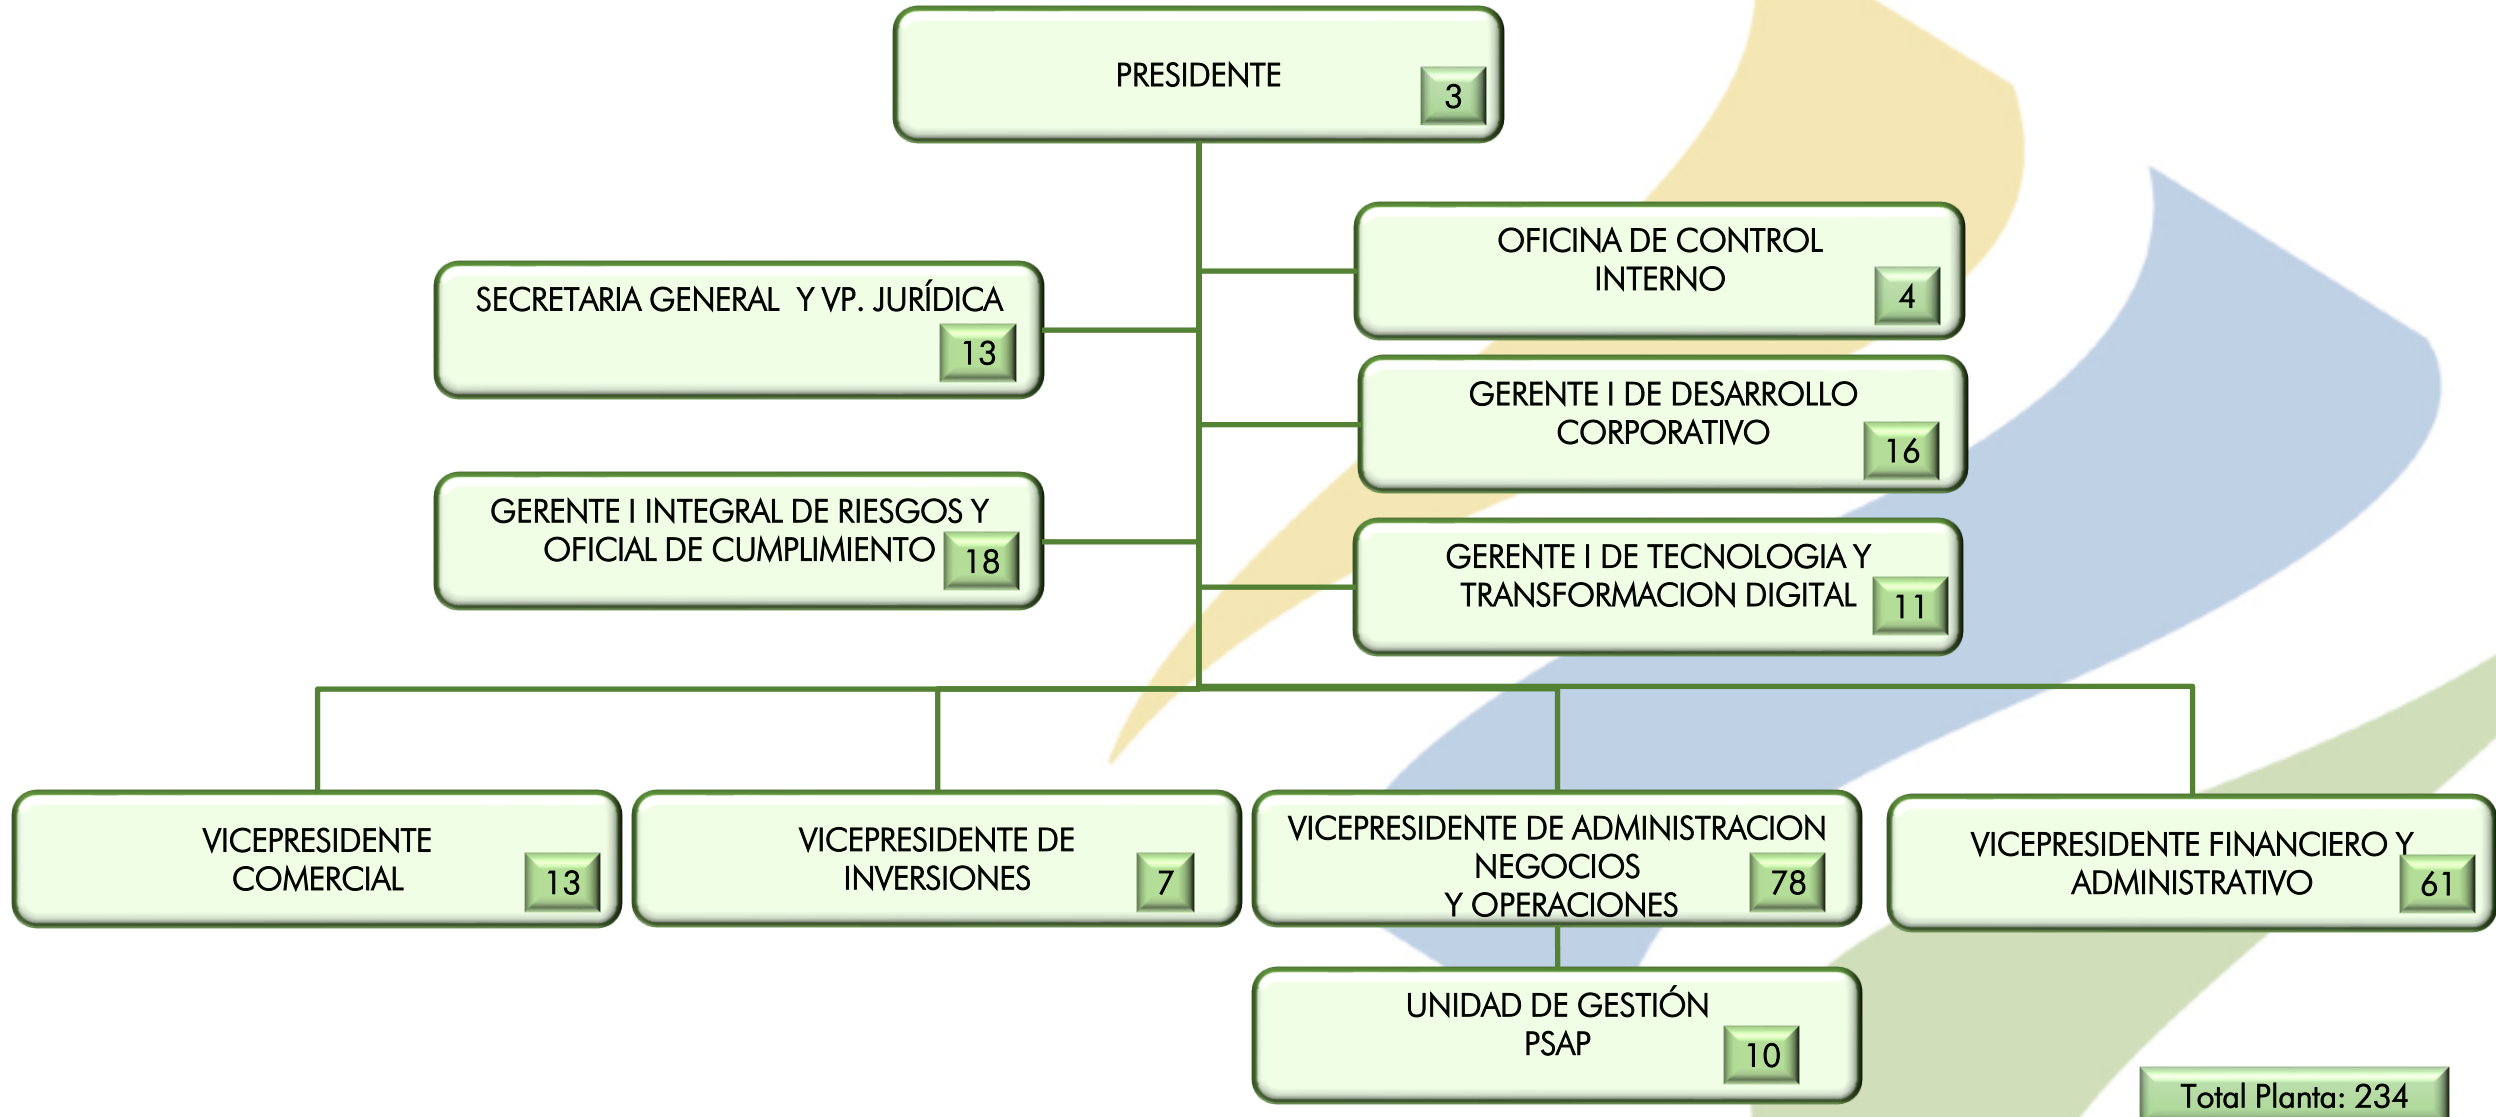 PRESIDENTE
3
OFICINA DE CONTROL
INTERNO
4
SECRETARIA GENERAL Y VP. JURÍDICA
13
GERENTE I DE DESARROLLO
CORPORATIVO
16
GERENTE I INTEGRAL DE RIESGOS Y
OFICIAL DE CUMPLIMIENTO
18
GERENTE I DE TECNOLOGIA Y
TRANSFORMACION DIGITAL
11
VICEPRESIDENTE
COMERCIAL
13
VICEPRESIDENTE DE
INVERSIONES
7
VICEPRESIDENTE DE ADMINISTRACION
NEGOCIOS
Y OPERACIONES
78
VICEPRESIDENTE FINANCIERO Y
ADMINISTRATIVO
61
UNIDAD DE GESTIÓN
PSAP
10
Total Planta: 234